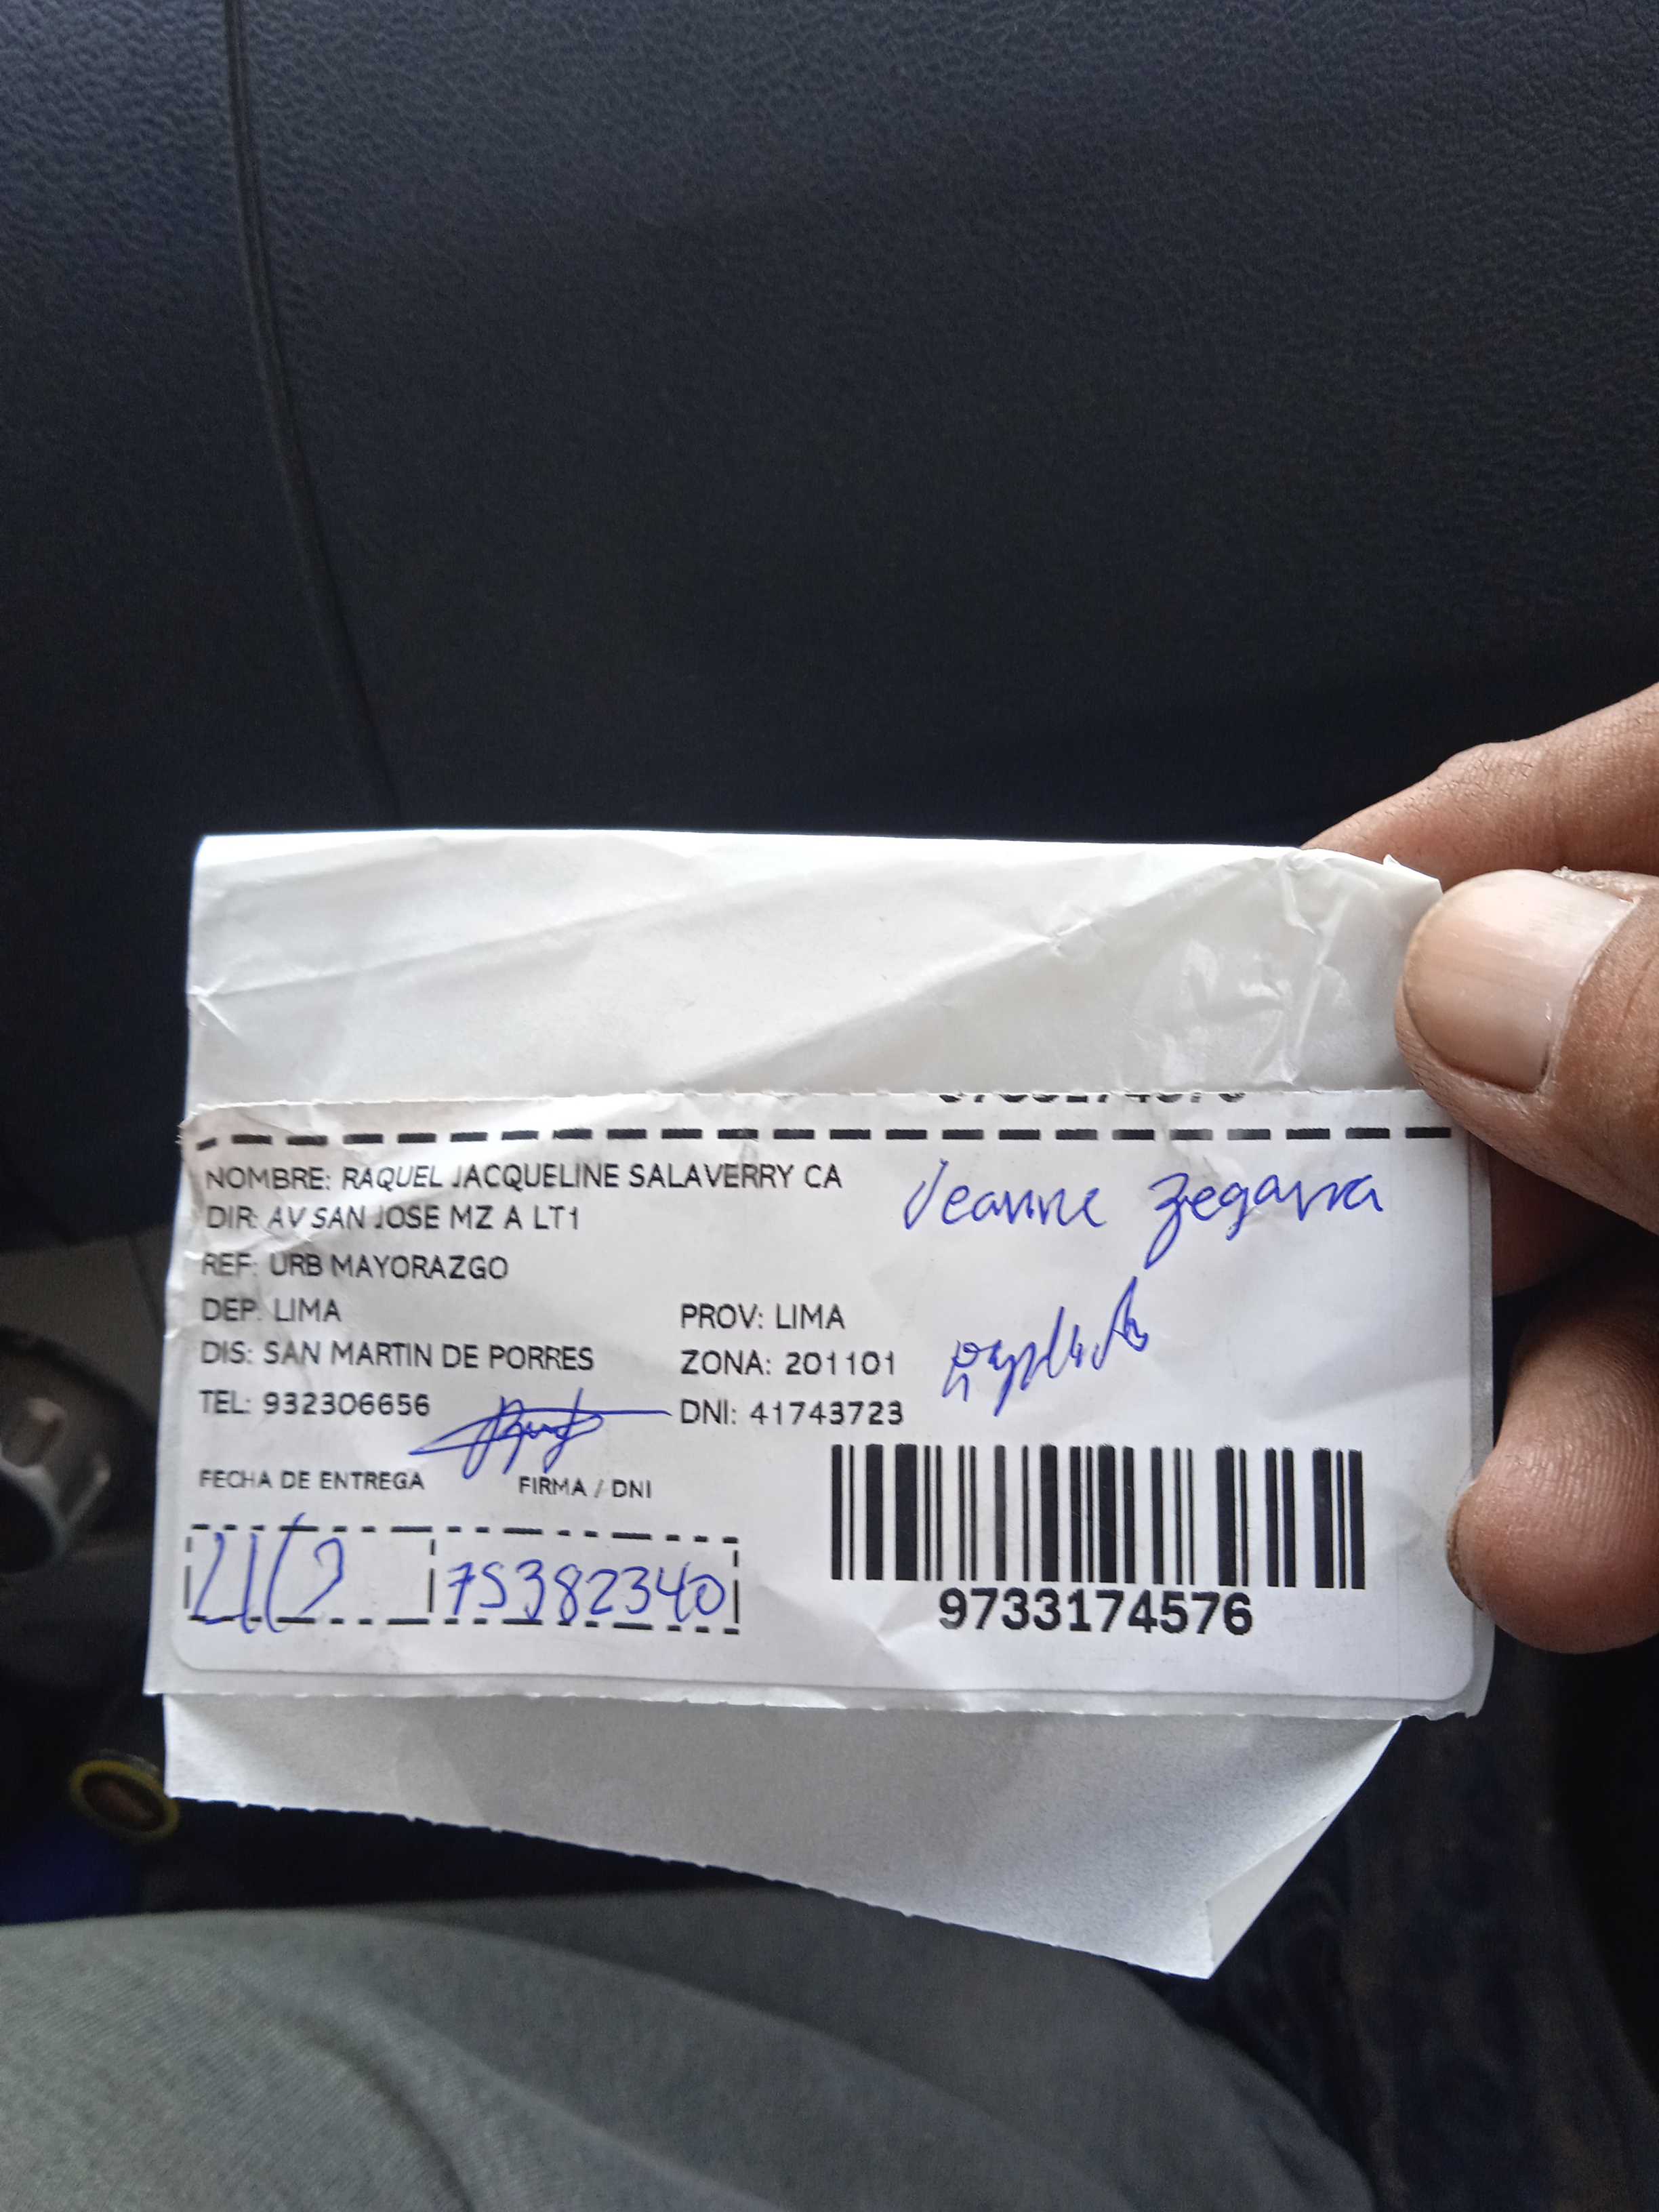 NOMBRE: RAQUEL JACQUELINE SALAVERRY CA
Jeanne Zegarra
DIR: AV SAN JOSE MZ A LT1
REF: URB MAYORAZGO
DEP: LIMA PROV: LIMA
DIS: SAN MARTIN DE PORRES ZONA: 201101
TEL: 932306656 DNI: 41743723
FECHA DE ENTREGA FIRMA / DNI
75382340
9733174576